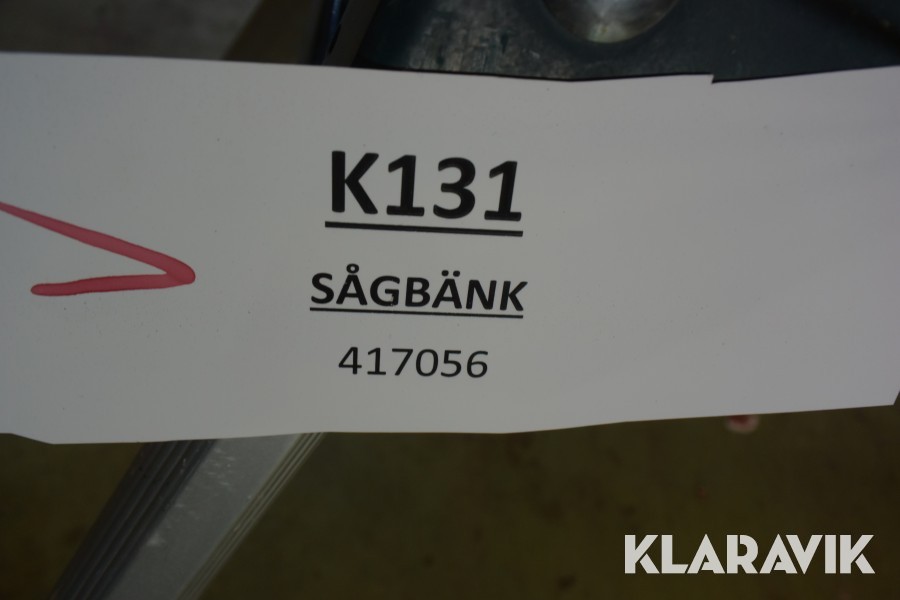 K131
SÅGBÄNK
417056
KLARAVIK